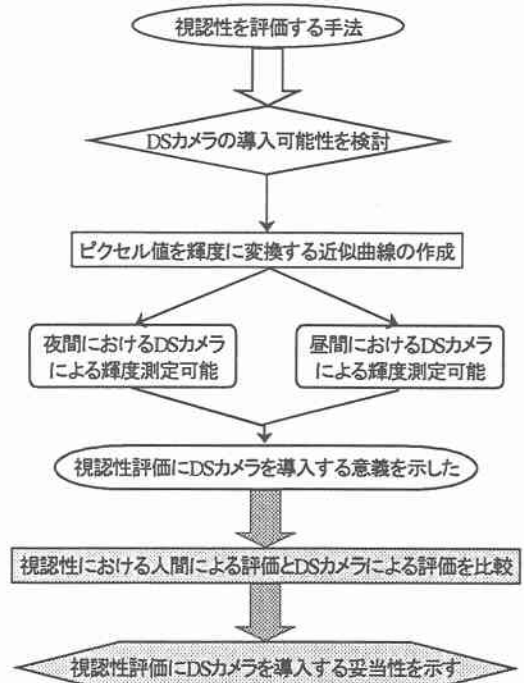 視認性を評価する手法
DSカメラの導入可能性を検討
ピクセル値を輝度に変換する近似曲線の作成
夜間におけるDSカメラ
による輝度測定可能
昼間におけるDSカメラ
による輝度測定可能
視認性評価にDSカメラを導入する意義を示した
視認性における人間による評価とDSカメラによる評価を比較
視認性評価にDSカメラを導入する妥当性を示す